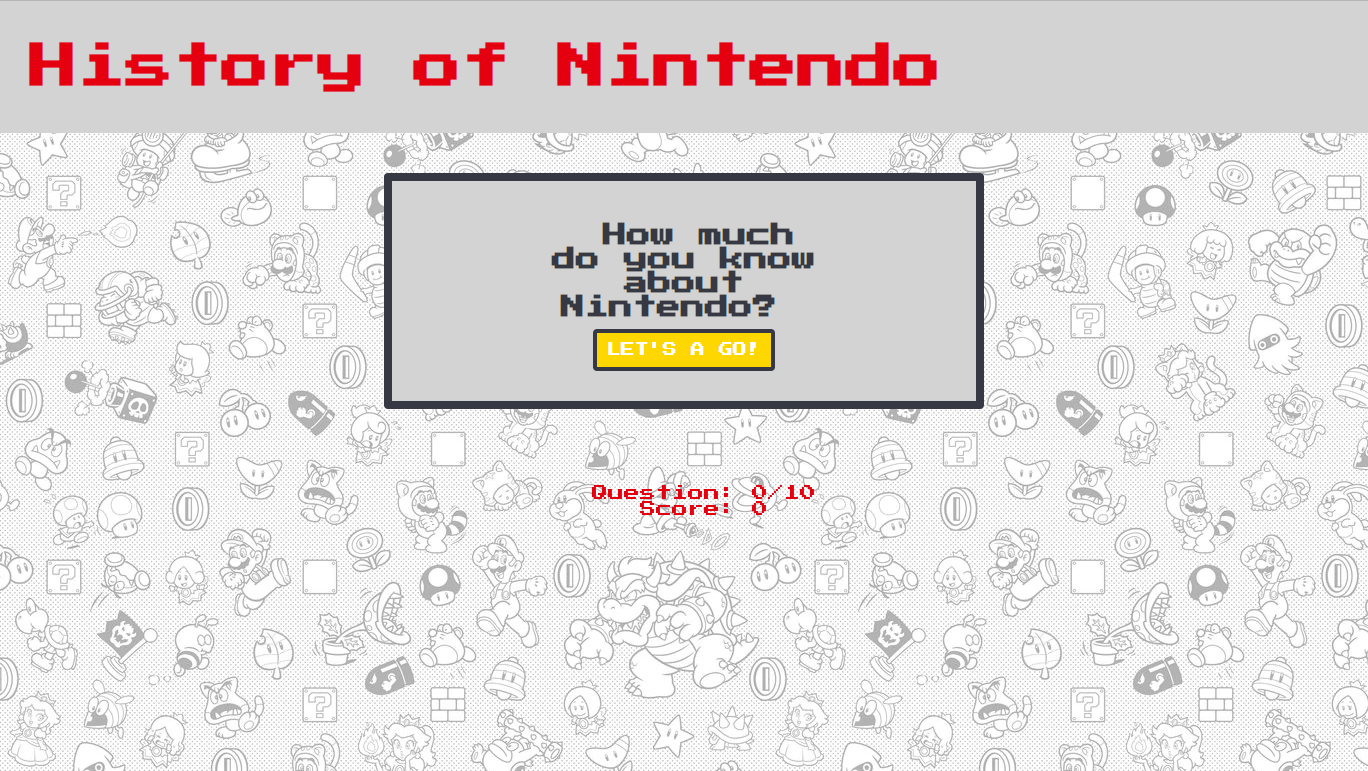 History of Nintendo
How much
do you know
about
Nintendo?
LET'S A GO!
Question: 0/10
Score: 0